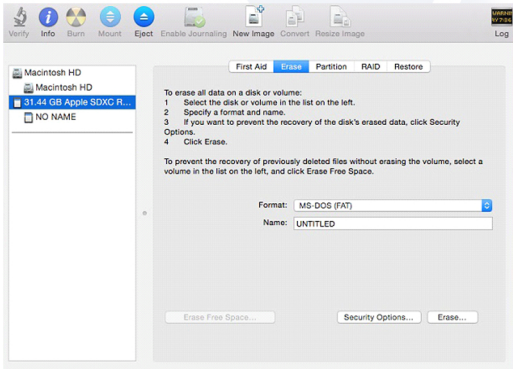 Verify Info Burn Mount Eject Enable Journaling New Image Convert Resize Image Log
First Aid Erase Partition RAID Restore
Macintosh HD
Macintosh HD
31.44 GB Apple SDXC R...
NO NAME
To erase all data on a disk or volume:
1 Select the disk or volume in the list on the left.
2 Specify a format and name.
3 If you want to prevent the recovery of the disk's erased data, click Security
Options.
4 Click Erase.
To prevent the recovery of previously deleted files without erasing the volume, select a
volume in the list on the left, and click Erase Free Space.
Format: MS-DOS (FAT)
Name: UNTITLED
Erase Free Space... Security Options... Erase...